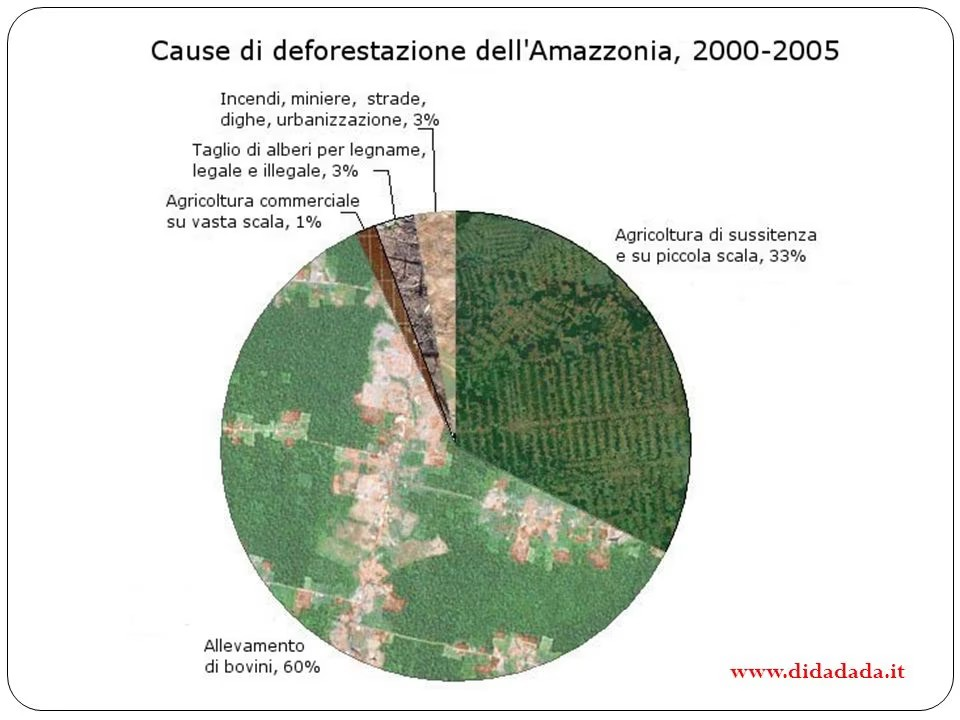 Cause di deforestazione dell'Amazzonia, 2000-2005
Incendi, miniere, strade,
dighe, urbanizzazione, 3%
Taglio di alberi per legname,
legale e illegale, 3%
Agricoltura commerciale
su vasta scala, 1%
Agricoltura di sussitenza
e su piccola scala, 33%
Allevamento
di bovini, 60%
www.didadada.it